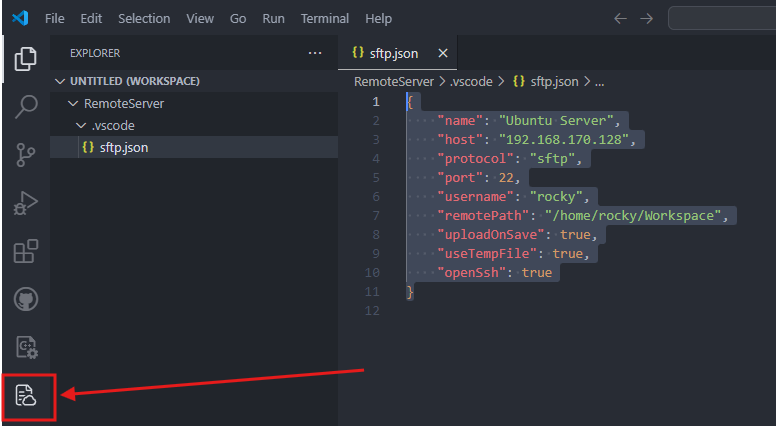 File Edit Selection View Go Run Terminal Help
EXPLORER ...
sftp.json
UNTITLED (WORKSPACE)
RemoteServer
.vscode
{} sftp.json
RemoteServer > .vscode > {} sftp.json > ...
1 {
2 "name": "Ubuntu Server",
3 "host": "192.168.170.128",
4 "protocol": "sftp",
5 "port": 22,
6 "username": "rocky",
7 "remotePath": "/home/rocky/Workspace",
8 "uploadOnSave": true,
9 "useTempFile": true,
10 "openSsh": true
11 }
12